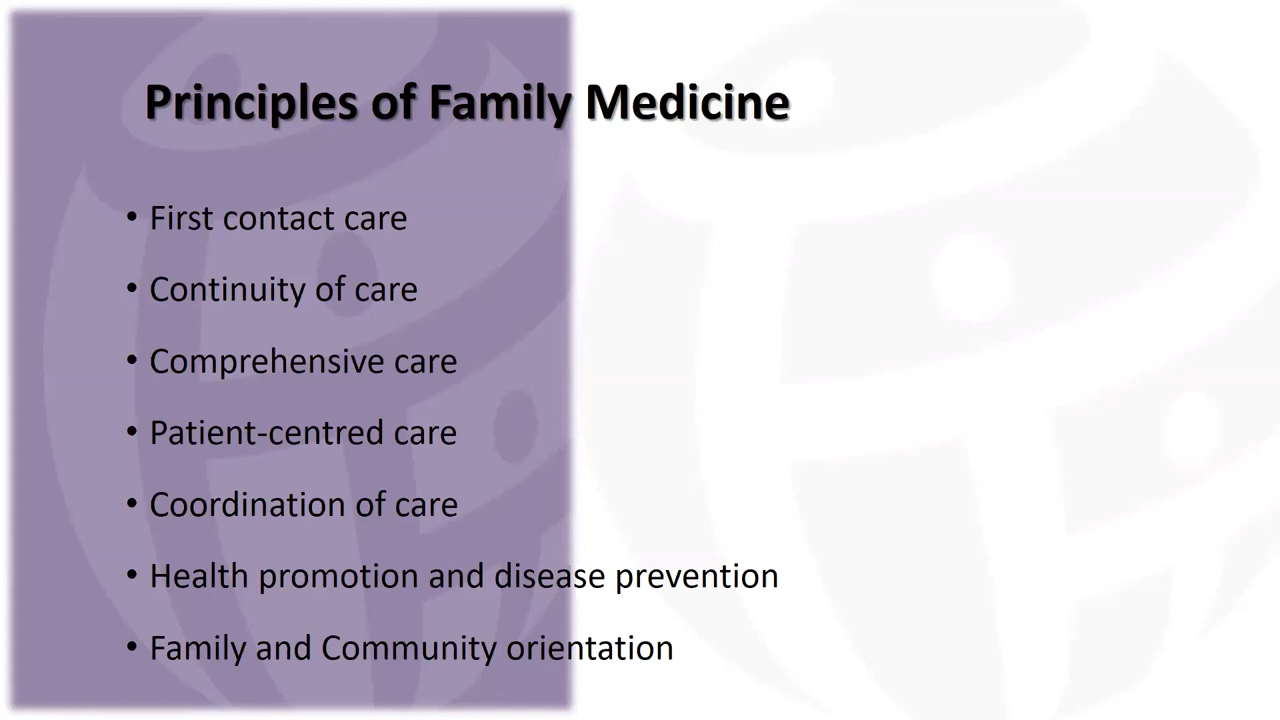 Principles of Family Medicine
• First contact care
• Continuity of care
• Comprehensive care
• Patient-centred care
• Coordination of care
• Health promotion and disease prevention
• Family and Community orientation